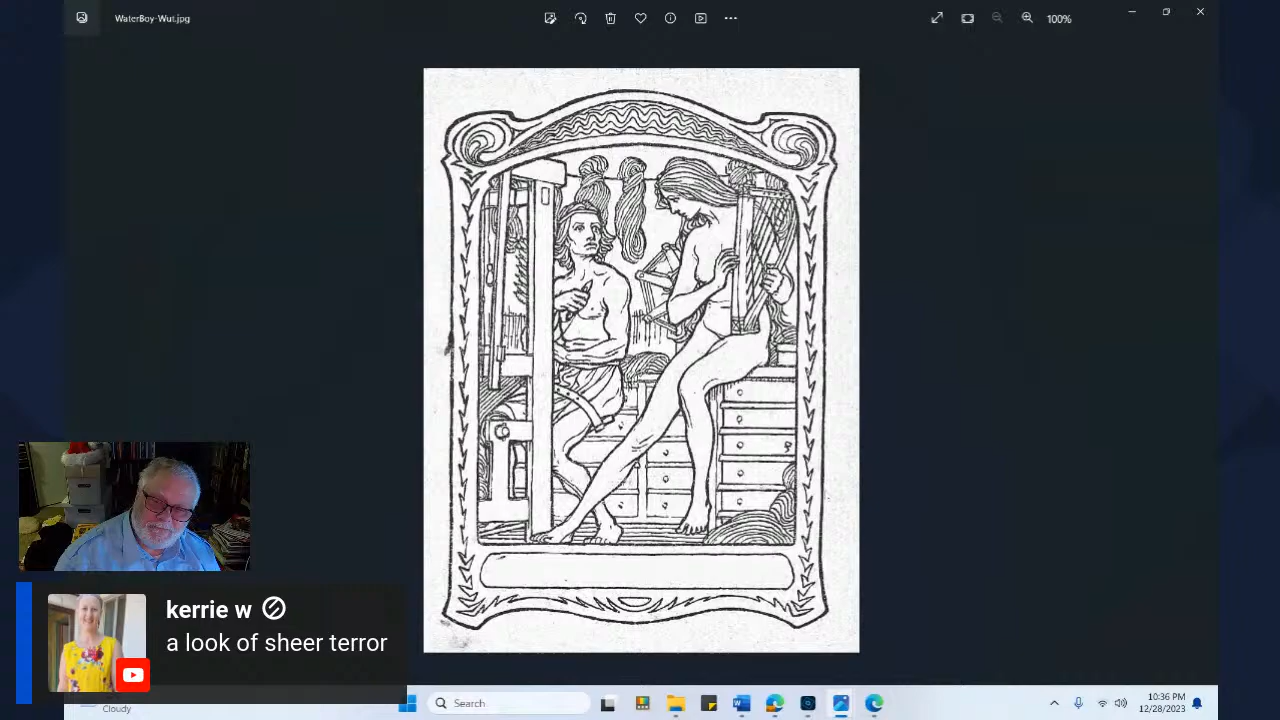 WaterBoy-Wut.jpg
100%
kerrie w
a look of sheer terror
Cloudy
Search
10:36 PM
12/28/2023